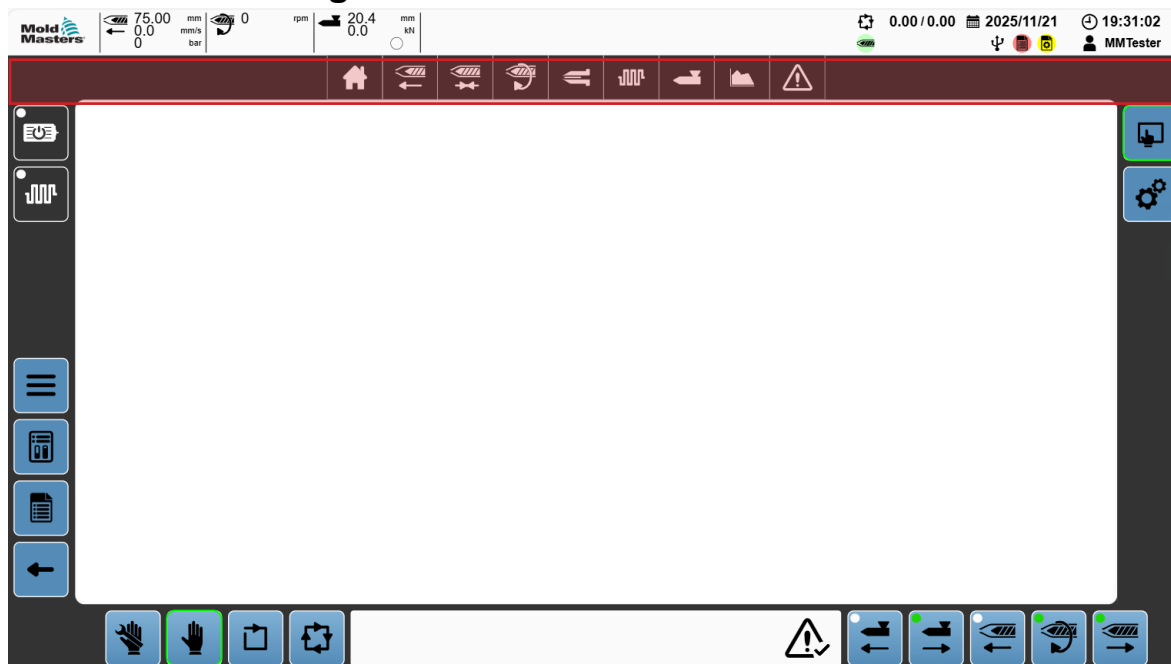 Mold
Masters
75.00 mm
0.0 mm/s
0 bar
0 rpm
20.4 mm
0.0 kN
0.00 / 0.00
2025/11/21
19:31:02
MMTester